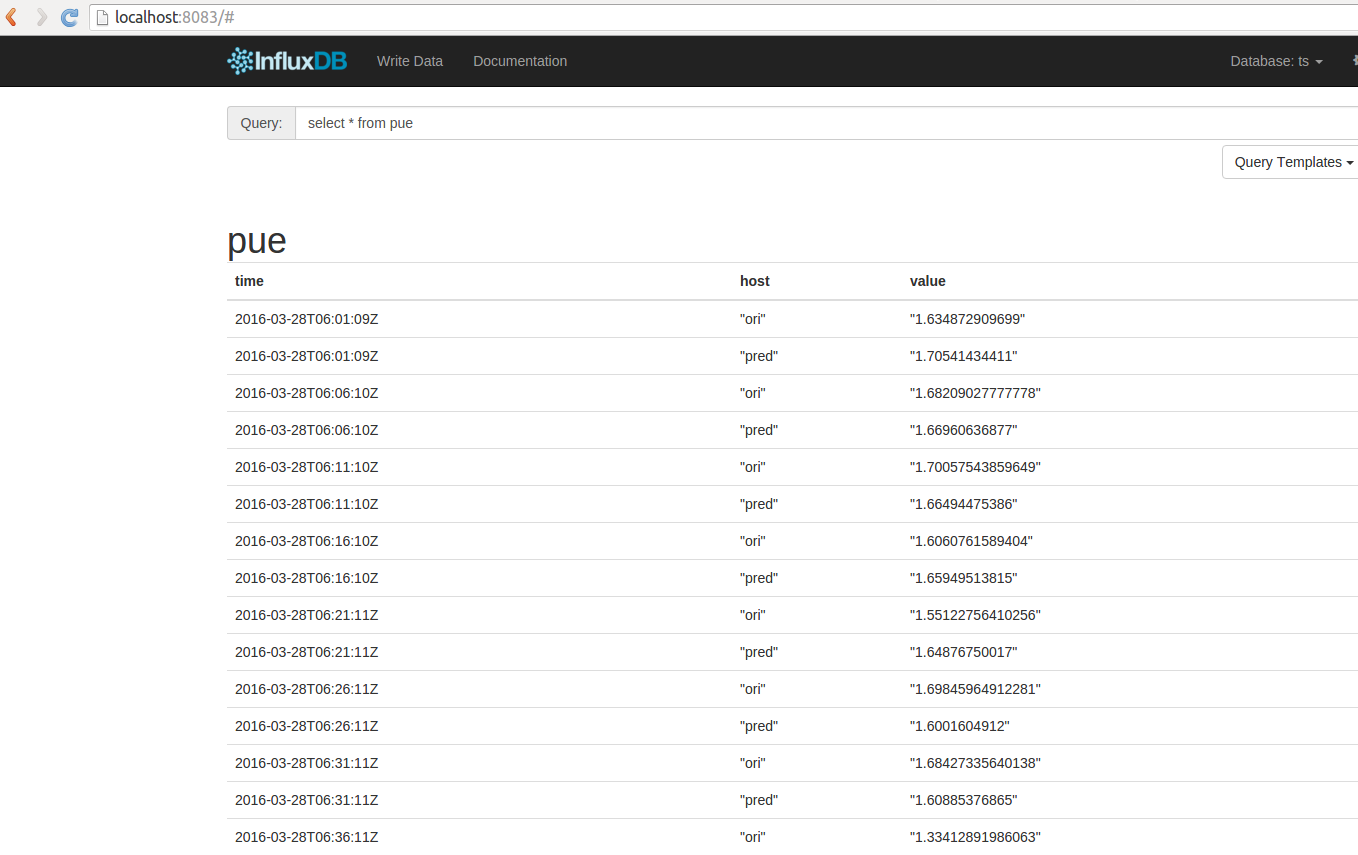 localhost:8083/#
InfluxDB Write Data Documentation Database: ts
Query: select * from pue
Query Templates
pue
time host value
2016-03-28T06:01:09Z "ori" "1.634872909699"
2016-03-28T06:01:09Z "pred" "1.70541434411"
2016-03-28T06:06:10Z "ori" "1.68209027777778"
2016-03-28T06:06:10Z "pred" "1.66960636877"
2016-03-28T06:11:10Z "ori" "1.70057543859649"
2016-03-28T06:11:10Z "pred" "1.66494475386"
2016-03-28T06:16:10Z "ori" "1.6060761589404"
2016-03-28T06:16:10Z "pred" "1.65949513815"
2016-03-28T06:21:11Z "ori" "1.55122756410256"
2016-03-28T06:21:11Z "pred" "1.64876750017"
2016-03-28T06:26:11Z "ori" "1.69845964912281"
2016-03-28T06:26:11Z "pred" "1.6001604912"
2016-03-28T06:31:11Z "ori" "1.68427335640138"
2016-03-28T06:31:11Z "pred" "1.60885376865"
2016-03-28T06:36:11Z "ori" "1.33412891986063"